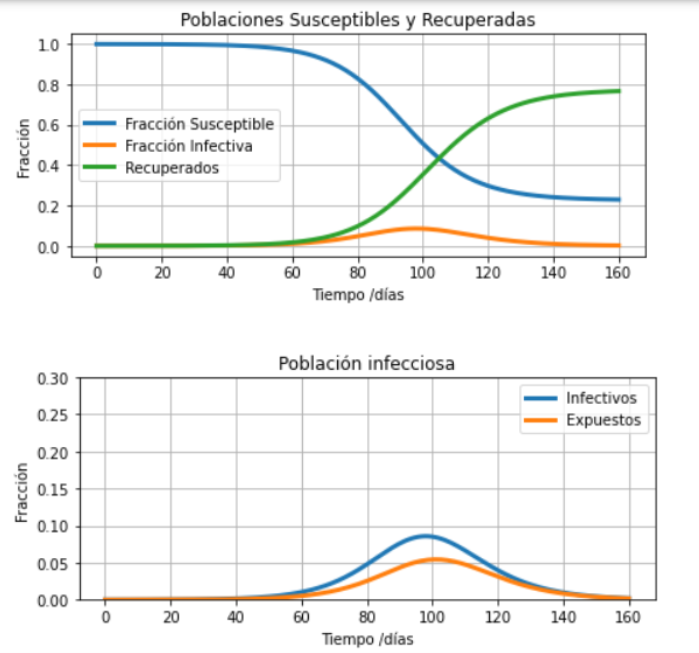 Poblaciones Susceptibles y Recuperadas
1.0
0.8
0.6
0.4
0.2
0.0
Fracción
Fracción Susceptible
Fracción Infectiva
Recuperados
0 20 40 60 80 100 120 140 160
Tiempo /días
Población infecciosa
0.30
0.25
0.20
0.15
0.10
0.05
0.00
Fracción
Infectivos
Expuestos
0 20 40 60 80 100 120 140 160
Tiempo /días